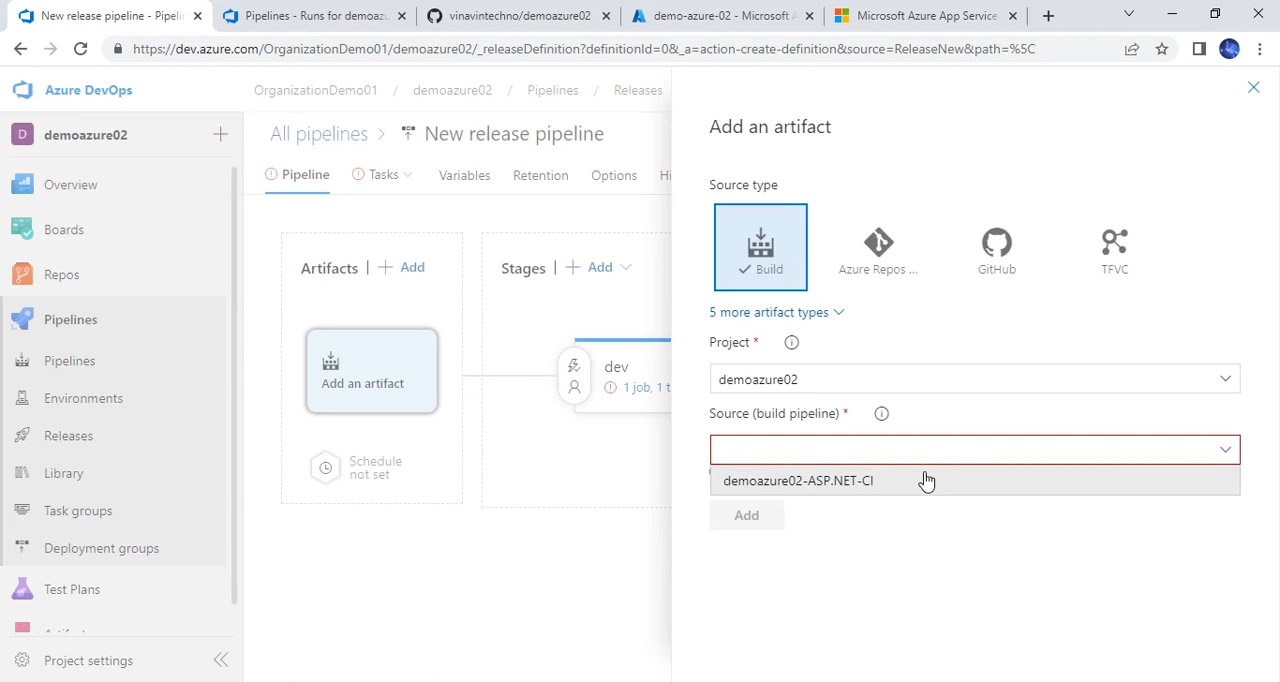 New release pipeline - Pipelin
Pipelines - Runs for demoazu
vinavintechno/demoazure02
demo-azure-02 - Microsoft A
Microsoft Azure App Service
https://dev.azure.com/OrganizationDemo01/demoazure02/_releaseDefinition?definitionId=0&_a=action-create-definition&source=ReleaseNew&path=%5C
Azure DevOps
OrganizationDemo01 / demoazure02 / Pipelines / Releases
D demoazure02
All pipelines > New release pipeline
Pipeline Tasks Variables Retention Options Hi
Overview
Boards
Repos
Pipelines
Pipelines
Environments
Releases
Library
Task groups
Deployment groups
Test Plans
Project settings
Artifacts | + Add
Stages | + Add
Add an artifact
Schedule
not set
dev
1 job, 1 t
Add an artifact
Source type
Build
Azure Repos ...
GitHub
TFVC
5 more artifact types
Project *
demoazure02
Source (build pipeline) *
demoazure02-ASP.NET-CI
Add